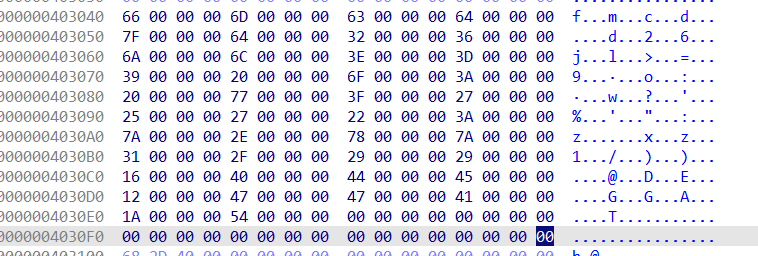 000000403040 66 00 00 00 6D 00 00 00 63 00 00 00 64 00 00 00 f...m...c...d...
000000403050 7F 00 00 00 64 00 00 00 32 00 00 00 36 00 00 00 ....d...2...6...
000000403060 6A 00 00 00 6C 00 00 00 3E 00 00 00 3D 00 00 00 j...l...>...=...
000000403070 39 00 00 00 20 00 00 00 6F 00 00 00 3A 00 00 00 9...·...o...:...
000000403080 20 00 00 00 77 00 00 00 3F 00 00 00 27 00 00 00 ·...w...?...'...
000000403090 25 00 00 00 27 00 00 00 22 00 00 00 3A 00 00 00 %...'..."...:...
0000004030A0 7A 00 00 00 2E 00 00 00 78 00 00 00 7A 00 00 00 z.......x...z...
0000004030B0 31 00 00 00 2F 00 00 00 29 00 00 00 29 00 00 00 1.../...)...)...
0000004030C0 16 00 00 00 40 00 00 00 44 00 00 00 45 00 00 00 ....@...D...E...
0000004030D0 12 00 00 00 47 00 00 00 47 00 00 00 41 00 00 00 ....G...G...A...
0000004030E0 1A 00 00 00 54 00 00 00 00 00 00 00 00 00 00 00 ....T...........
0000004030F0 00 00 00 00 00 00 00 00 00 00 00 00 00 00 00 00 ................